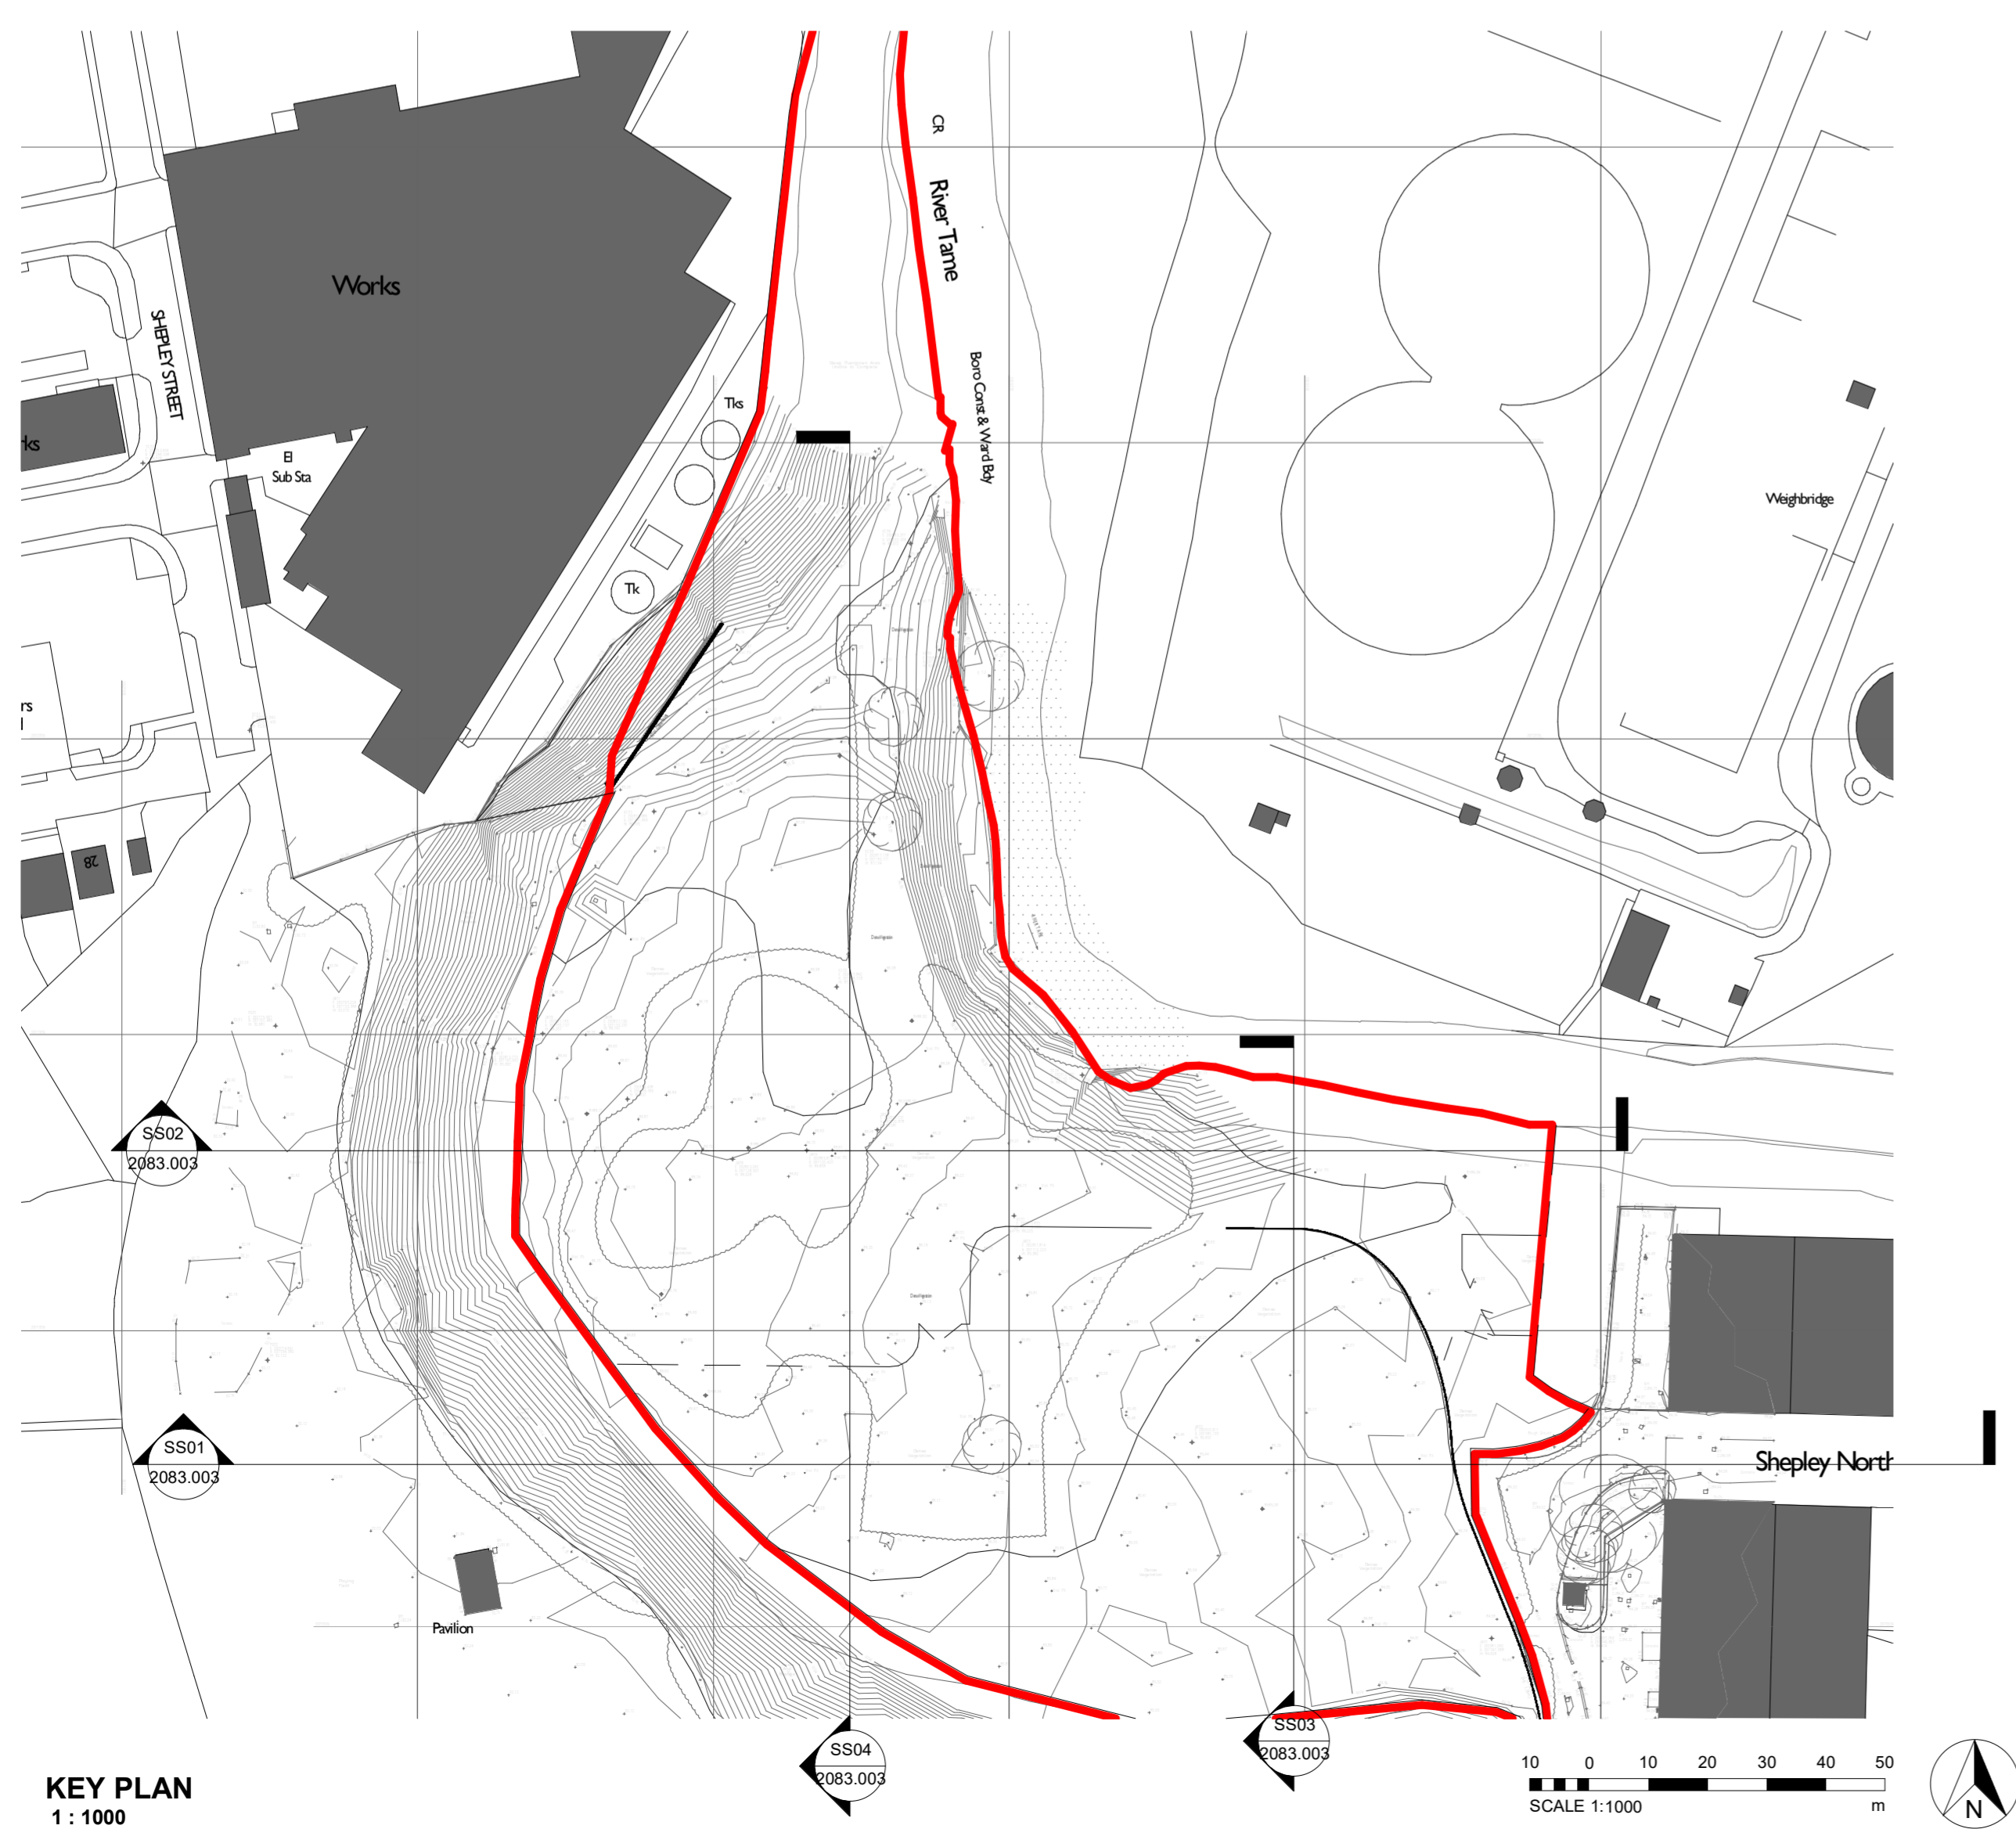 CR
River Tame
Works
SHEPLEY STREET
Boro Const & Ward Bdy
Tks
ks
El
Sub Sta
Weighbridge
Tk
rs
28
SS02
2083.003
SS01
2083.003
Shepley North
Pavilion
SS03
2083.003
SS04
2083.003
KEY PLAN
1 : 1000
10 0 10 20 30 40 50
SCALE 1:1000 m
N